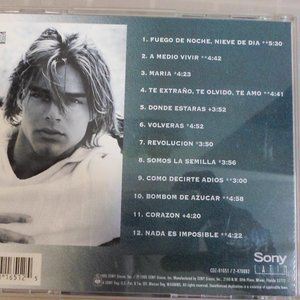 1. FUEGO DE NOCHE, NIEVE DE DIA **5:30
2. A MEDIO VIVIR **4:42
3. MARIA *4:23
4. TE EXTRAÑO, TE OLVIDO, TE AMO **4:41
5. DONDE ESTARAS +3:52
6. VOLVERAS *4:52
7. REVOLUCION *3:50
8. SOMOS LA SEMILLA *3:56
9. COMO DECIRTE ADIOS **3:00
10. BOMBOM DE AZUCAR **4:58
11. CORAZON +4:20
12. NADA ES IMPOSIBLE **4:22
Sony
LATIN